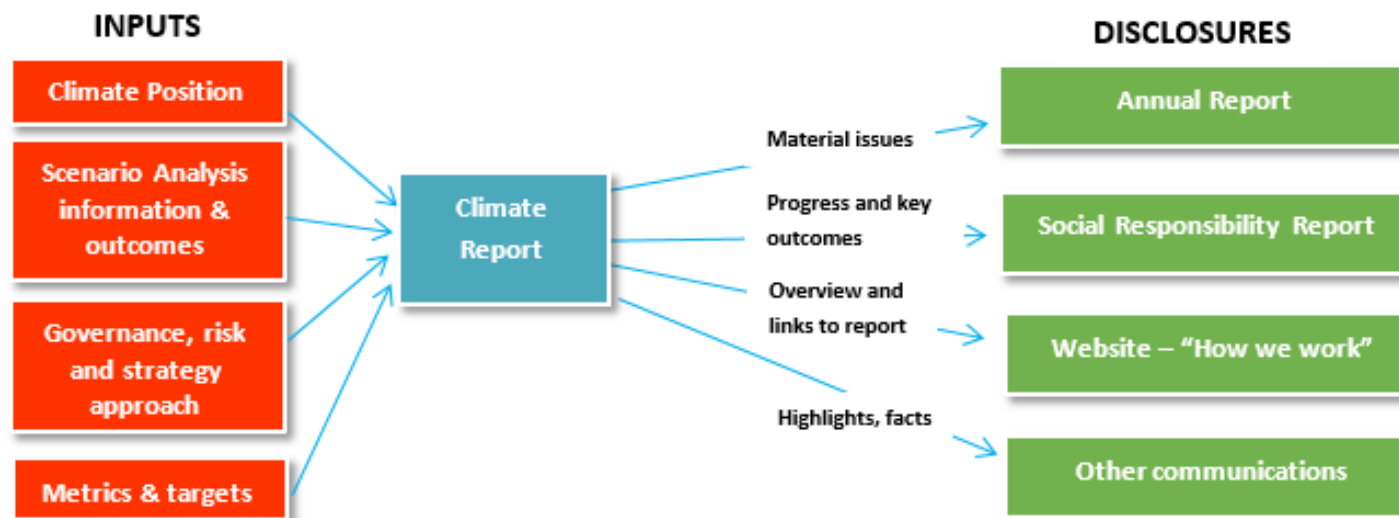 INPUTS
Climate Position
Scenario Analysis
information &
outcomes
Governance, risk
and strategy
approach
Metrics & targets
Climate
Report
Material issues
Progress and key
outcomes
Overview and
links to report
Highlights, facts
DISCLOSURES
Annual Report
Social Responsibility Report
Website – “How we work”
Other communications